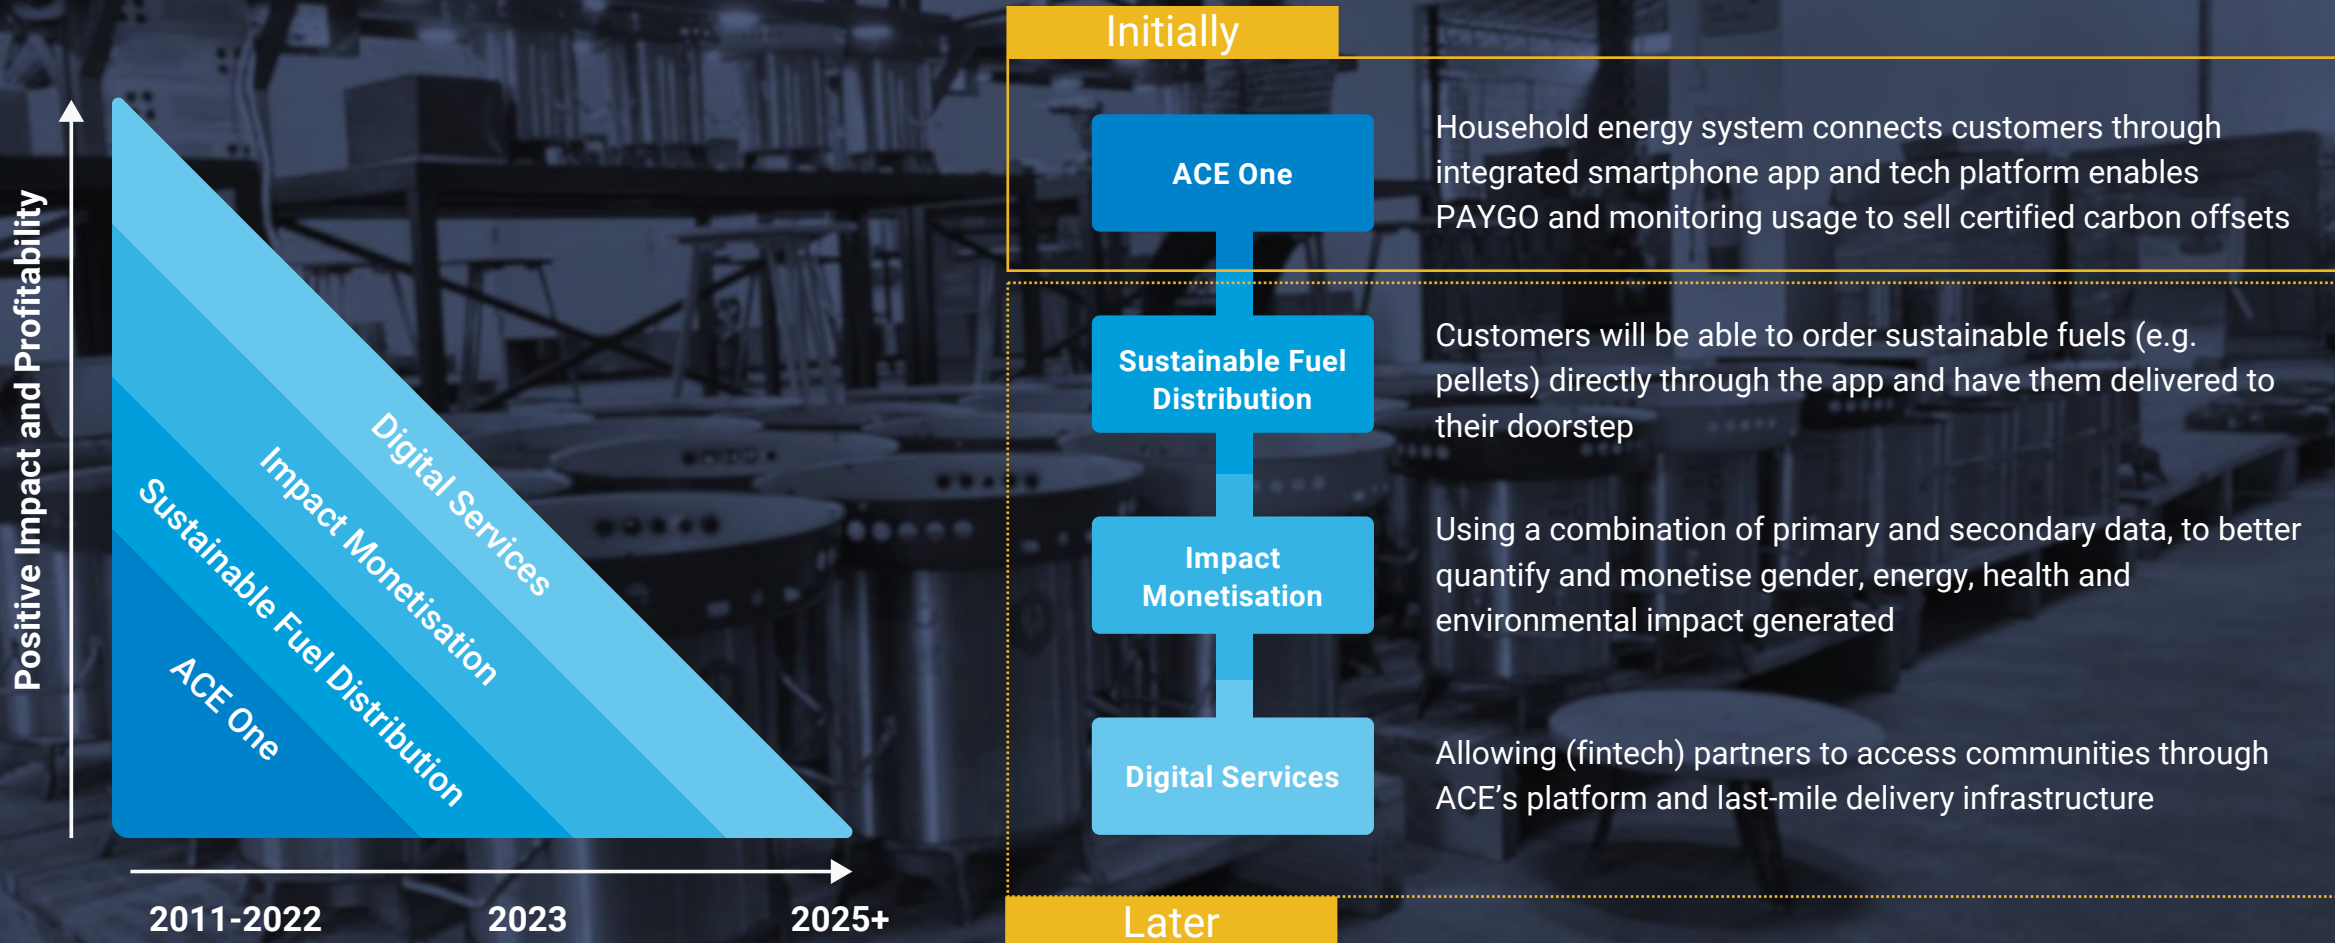 Positive Impact and Profitability
Digital Services
Impact Monetisation
Sustainable Fuel Distribution
ACE One
2011-2022
2023
2025+
Initially
ACE One
Household energy system connects customers through
integrated smartphone app and tech platform enables
PAYGO and monitoring usage to sell certified carbon offsets
Sustainable Fuel
Distribution
Customers will be able to order sustainable fuels (e.g.
pellets) directly through the app and have them delivered to
their doorstep
Impact
Monetisation
Using a combination of primary and secondary data, to better
quantify and monetise gender, energy, health and
environmental impact generated
Digital Services
Allowing (fintech) partners to access communities through
ACE's platform and last-mile delivery infrastructure
Later